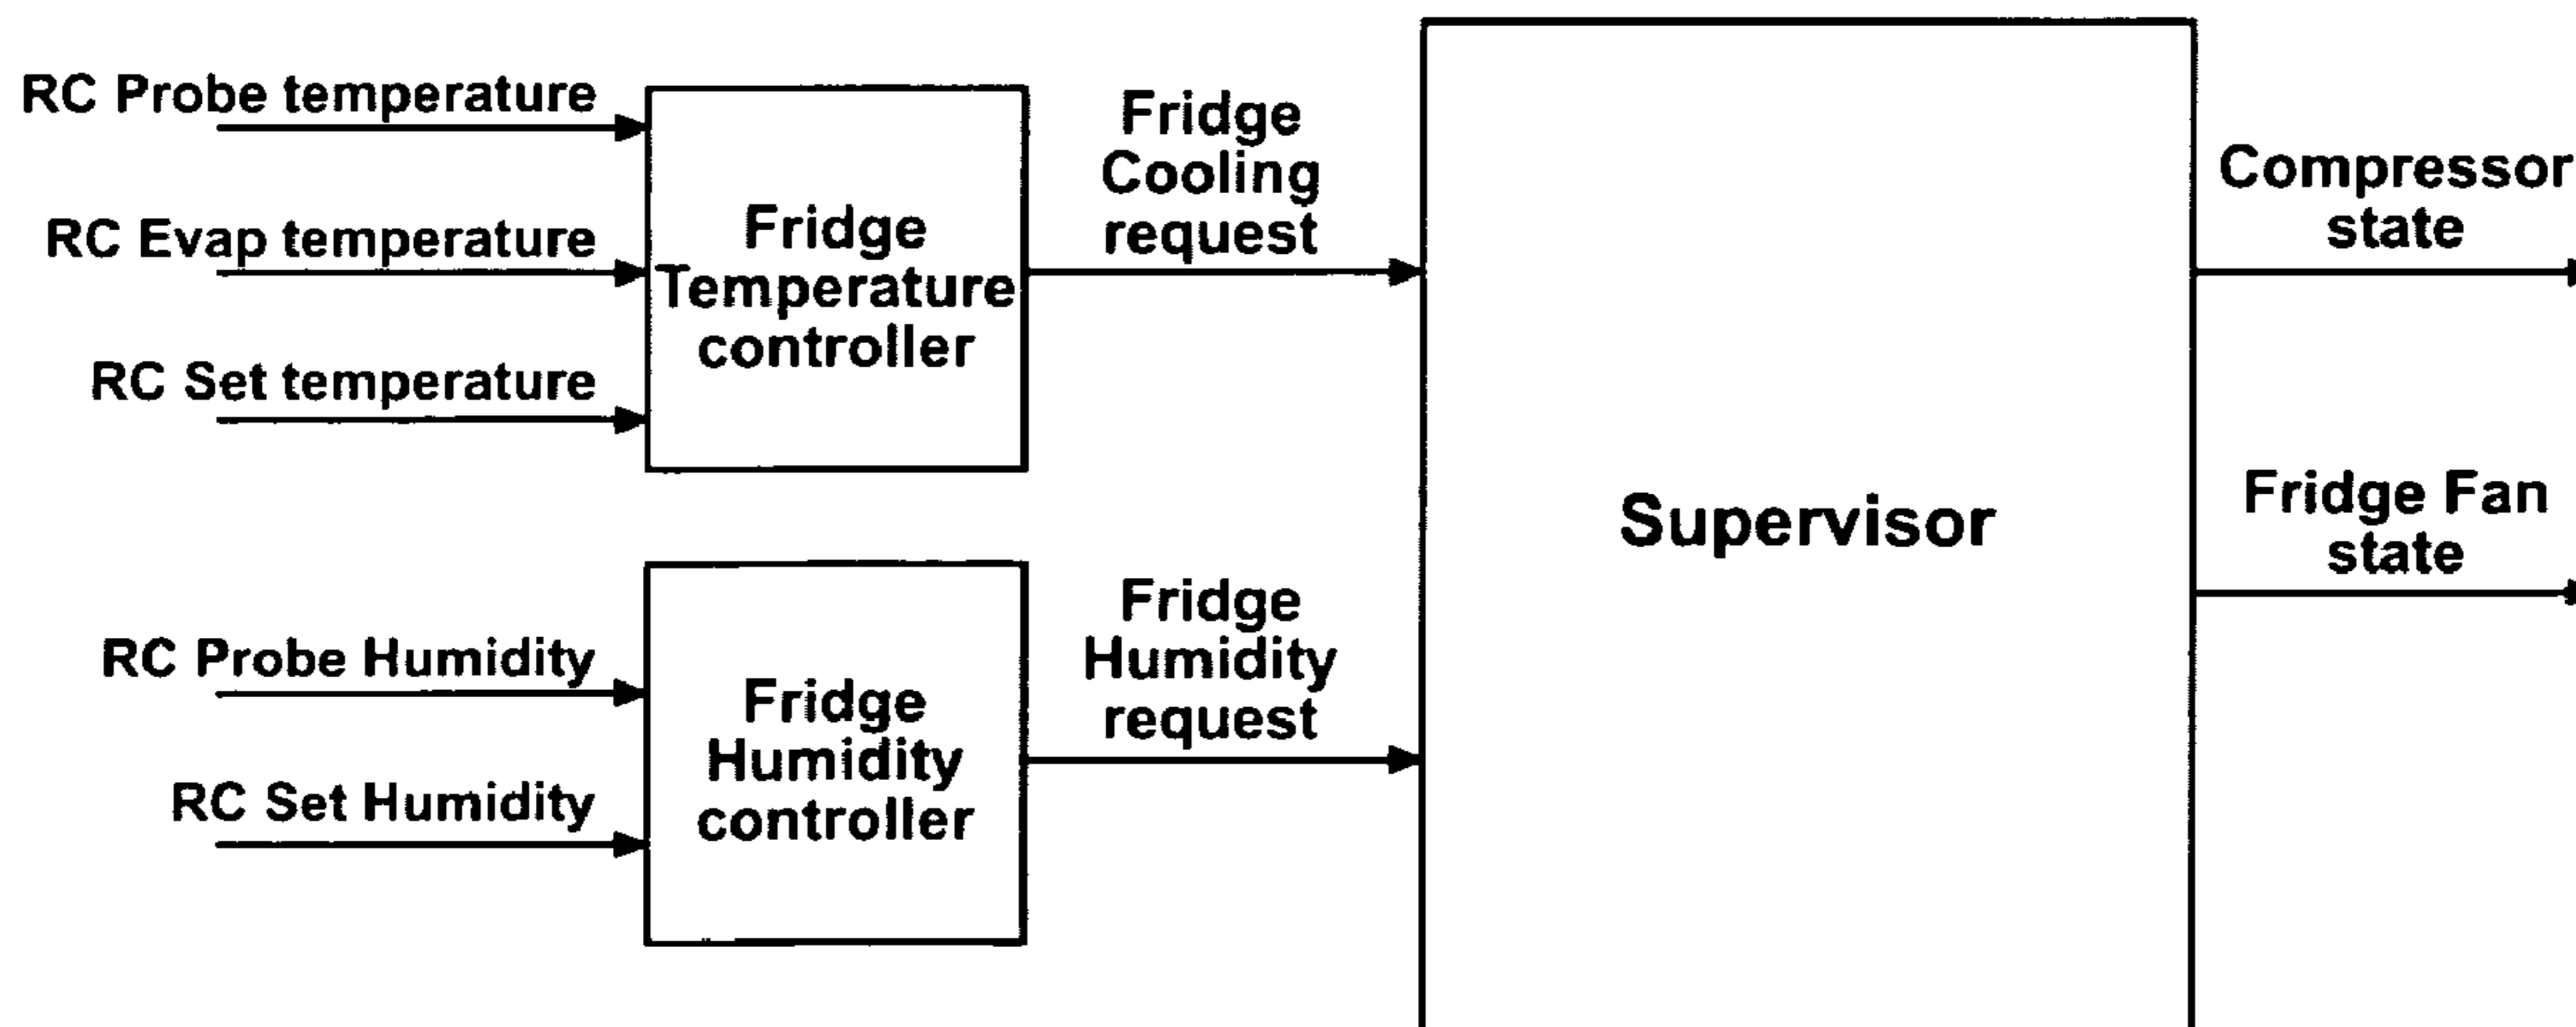 RC Probe temperature
RC Evap temperature
RC Set temperature
Fridge
Temperature
controller
Fridge
Cooling
request
RC Probe Humidity
RC Set Humidity
Fridge
Humidity
controller
Fridge
Humidity
request
Supervisor
Compressor
state
Fridge Fan
state